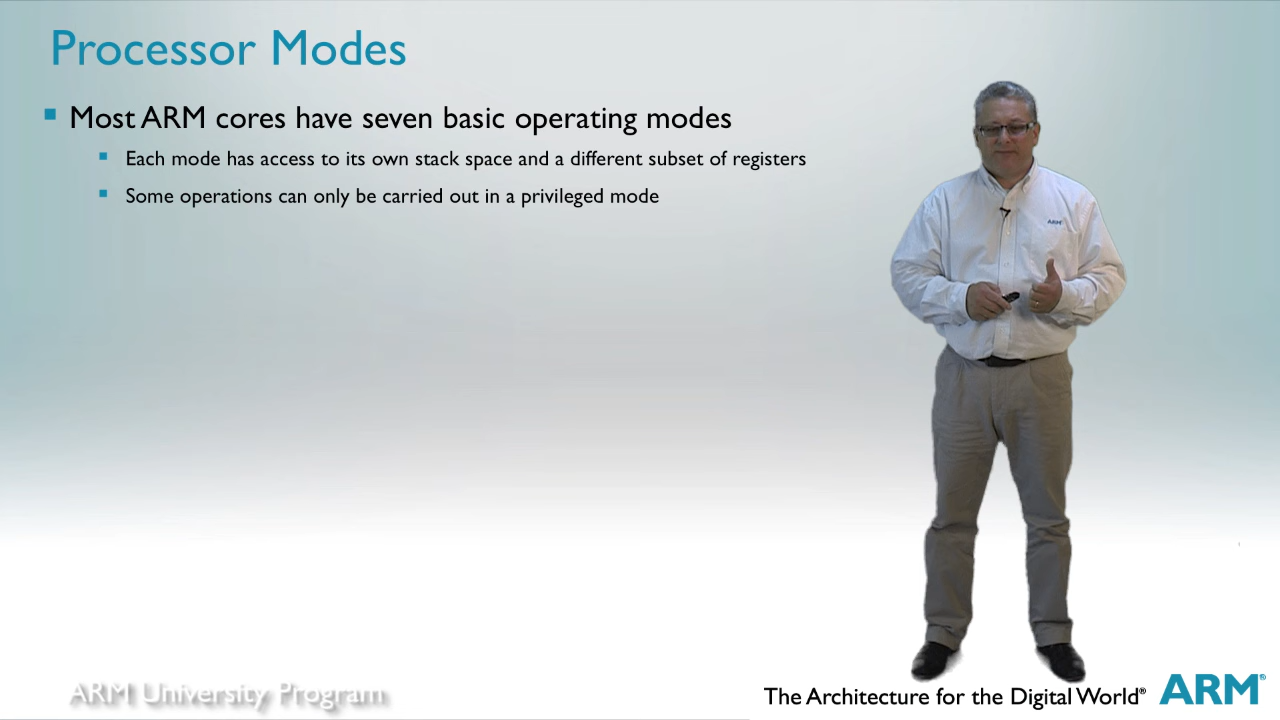 Processor Modes
Most ARM cores have seven basic operating modes
Each mode has access to its own stack space and a different subset of registers
Some operations can only be carried out in a privileged mode
ARM
ARM University Program
The Architecture for the Digital World® ARM®